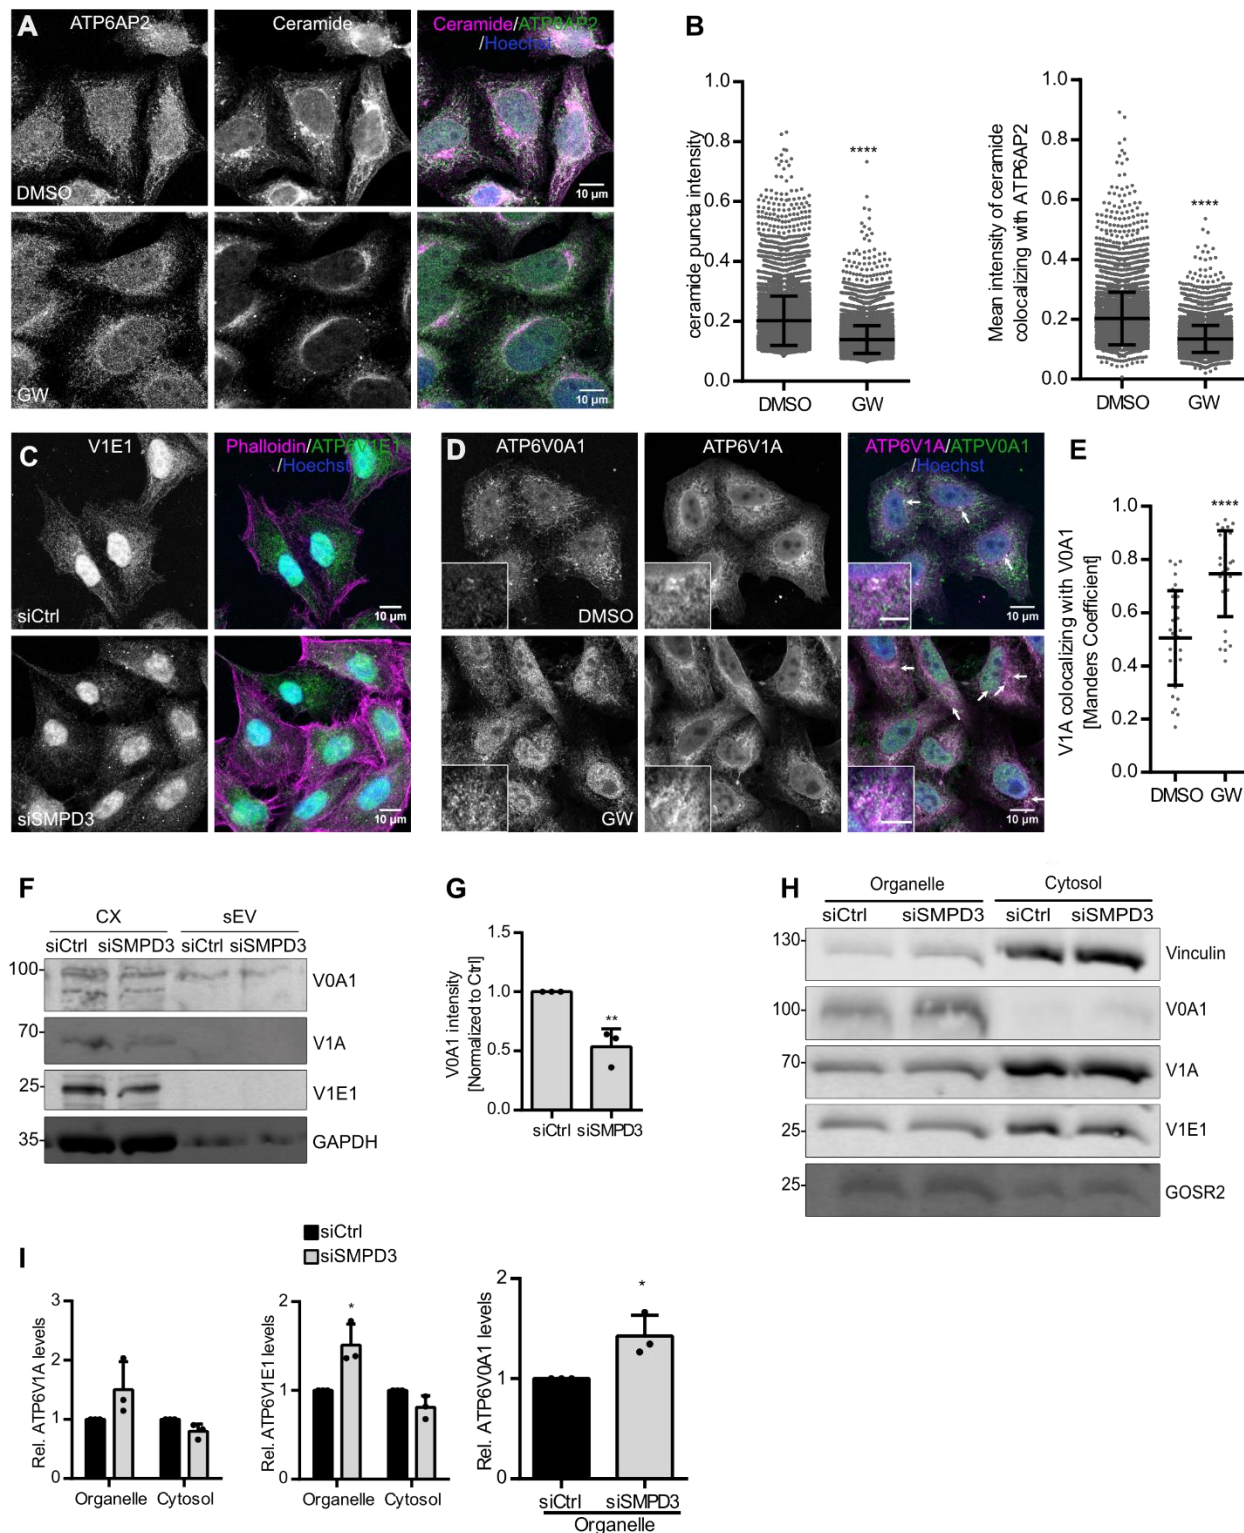 A
ATP6AP2
Ceramide
Ceramide/ATP6AP2
/Hoechst
DMSO
10 µm
GW
10 µm
B
ceramide puncta intensity
1.0
0.8
0.6
0.4
0.2
0.0
****
DMSO
GW
Mean intensity of ceramide
colocalizing with ATP6AP2
1.0
0.8
0.6
0.4
0.2
0.0
****
DMSO
GW
C
V1E1
Phalloidin/ATP6V1E1
/Hoechst
siCtrl
10 µm
siSMPD3
10 µm
D
ATP6V0A1
ATP6V1A
ATP6V1A/ATPV0A1
/Hoechst
DMSO
10 µm
GW
10 µm
E
V1A colocalizing with V0A1
[Manders Coefficient]
1.0
0.8
0.6
0.4
0.2
0.0
****
DMSO
GW
F
CX
sEV
siCtrl siSMPD3 siCtrl siSMPD3
100
V0A1
70
V1A
25
V1E1
35
GAPDH
G
V0A1 intensity
[Normalized to Ctrl]
1.5
1.0
0.5
0.0
**
siCtrl
siSMPD3
H
Organelle
Cytosol
siCtrl siSMPD3 siCtrl siSMPD3
130
Vinculin
100
V0A1
70
V1A
25
V1E1
25
GOSR2
I
siCtrl
siSMPD3
Rel. ATP6V1A levels
3
2
1
0
Organelle
Cytosol
Rel. ATP6V1E1 levels
2
1
0
*
Organelle
Cytosol
Rel. ATP6V0A1 levels
2
1
0
*
siCtrl
siSMPD3
Organelle